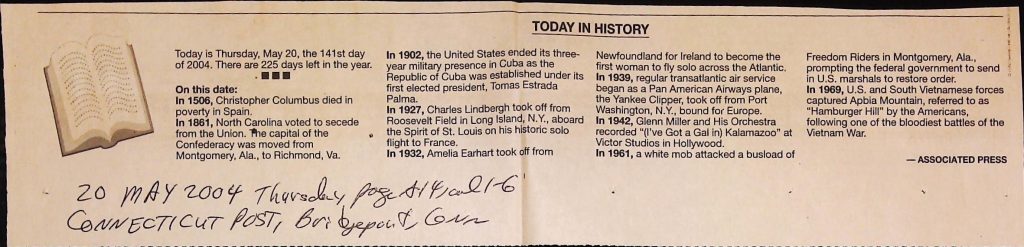 TODAY IN HISTORY
Today is Thursday, May 20, the 141st day
of 2004. There are 225 days left in the year.
On this date:
In 1506, Christopher Columbus died in
poverty in Spain.
In 1861, North Carolina voted to secede
from the Union. The capital of the
Confederacy was moved from
Montgomery, Ala., to Richmond, Va.
In 1902, the United States ended its three-
year military presence in Cuba as the
Republic of Cuba was established under its
first elected president, Tomas Estrada
Palma.
In 1927, Charles Lindbergh took off from
Roosevelt Field in Long Island, N.Y., aboard
the Spirit of St. Louis on his historic solo
flight to France.
In 1932, Amelia Earhart took off from
Newfoundland for Ireland to become the
first woman to fly solo across the Atlantic.
In 1939, regular transatlantic air service
began as a Pan American Airways plane,
the Yankee Clipper, took off from Port
Washington, N.Y., bound for Europe.
In 1942, Glenn Miller and His Orchestra
recorded "(I've Got a Gal in) Kalamazoo" at
Victor Studios in Hollywood.
In 1961, a white mob attacked a busload of
Freedom Riders in Montgomery, Ala.,
prompting the federal government to send
in U.S. marshals to restore order.
In 1969, U.S. and South Vietnamese forces
captured Apbia Mountain, referred to as
"Hamburger Hill" by the Americans,
following one of the bloodiest battles of the
Vietnam War.
— ASSOCIATED PRESS
20 MAY 2004 Thursday, page A14, col 1-6
CONNECTICUT POST, Bridgeport, Conn